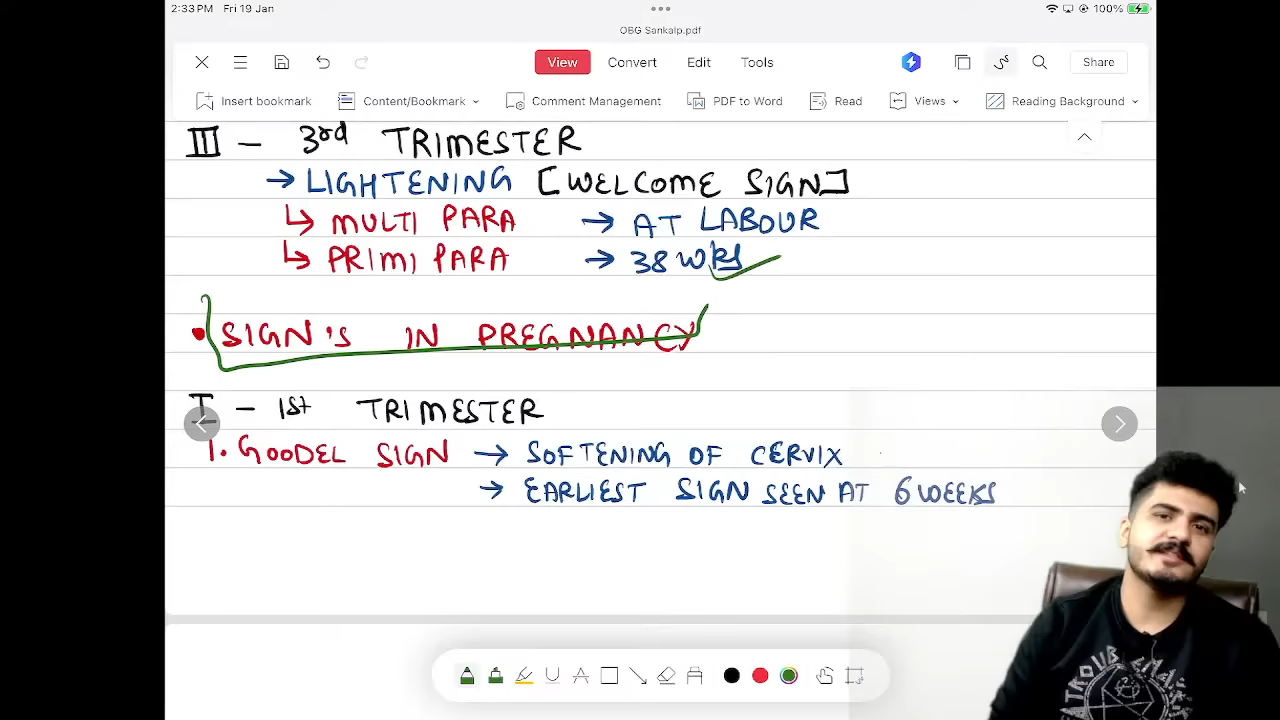 2:33 PM Fri 19 Jan
100%
OBG Sankalp.pdf
View Convert Edit Tools Share
Insert bookmark Content/Bookmark Comment Management PDF to Word Read Views Reading Background
III - 3rd TRIMESTER
→ LIGHTENING [WELCOME SIGN]
↳ MULTI PARA → AT LABOUR
↳ PRIMI PARA → 38 WKS
• SIGN'S IN PREGNANCY
I - 1st TRIMESTER
1. GOODEL SIGN → SOFTENING OF CERVIX
→ EARLIEST SIGN SEEN AT 6 WEEKS